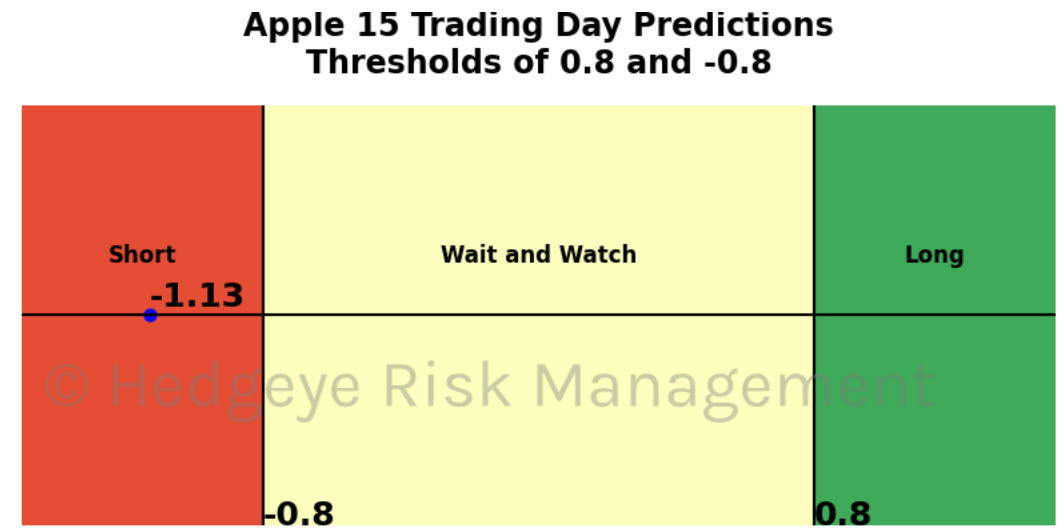 Apple 15 Trading Day Predictions
Thresholds of 0.8 and -0.8
Short
Wait and Watch
Long
-1.13
© Hedgeye Risk Management
-0.8
0.8